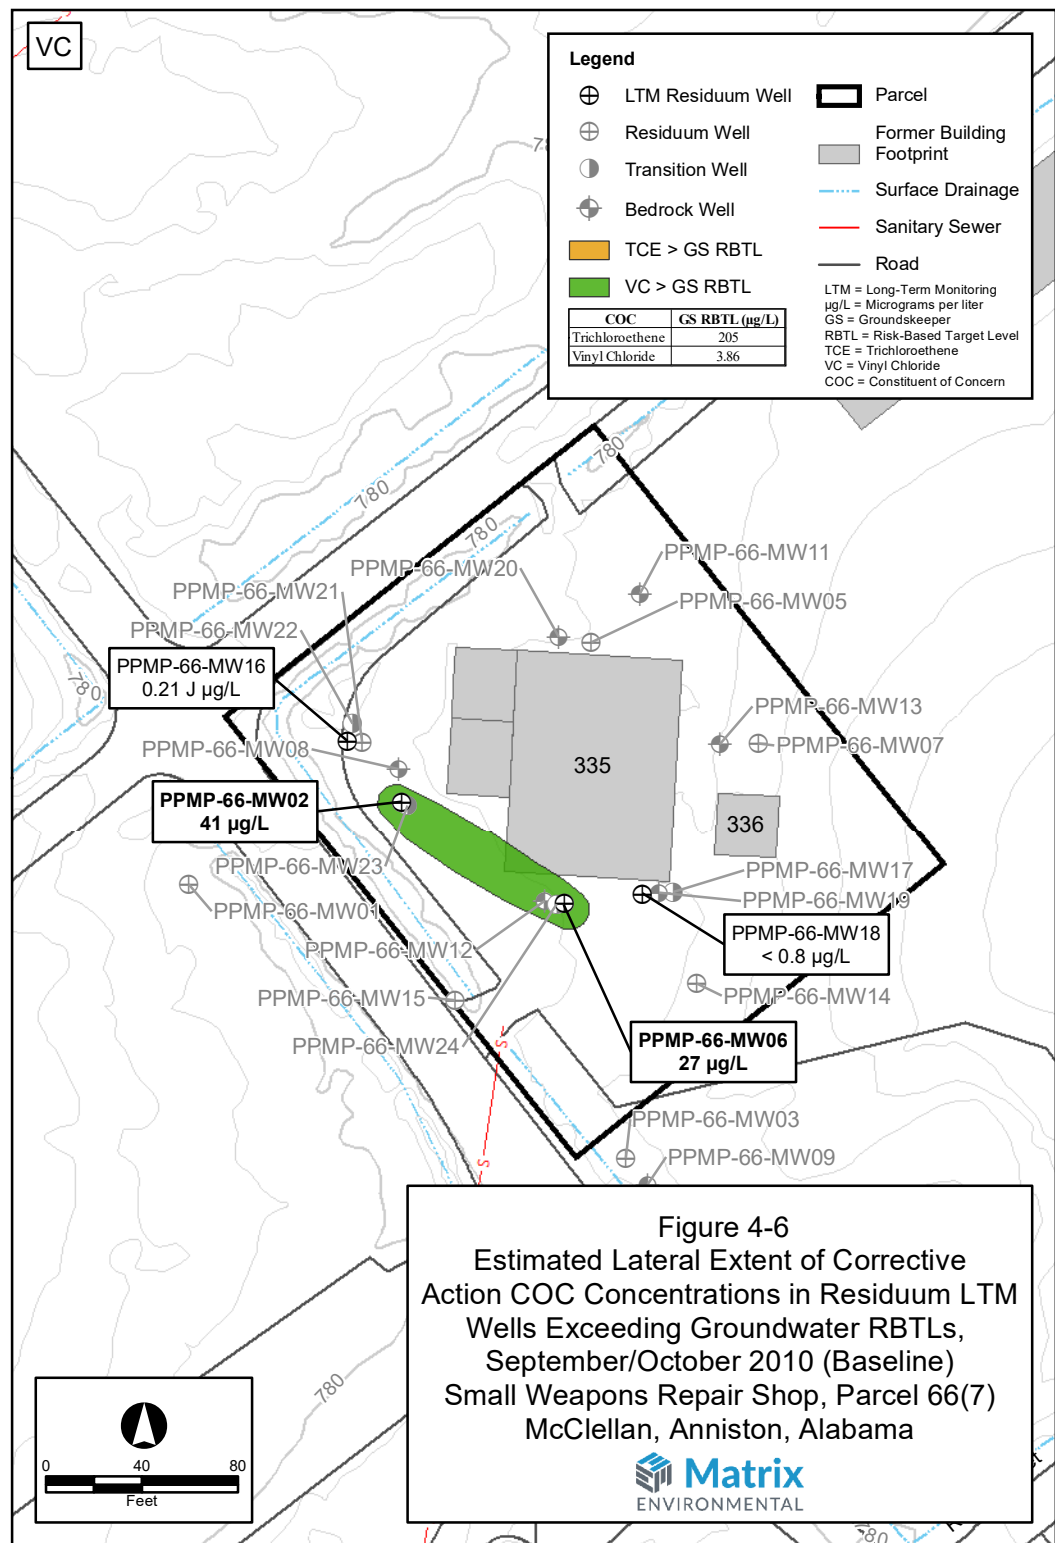 VC
Legend
LTM Residuum Well
Residuum Well
Transition Well
Bedrock Well
TCE > GS RBTL
VC > GS RBTL
COC GS RBTL (µg/L)
Trichloroethene 205
Vinyl Chloride 3.86
Parcel
Former Building
Footprint
Surface Drainage
Sanitary Sewer
Road
LTM = Long-Term Monitoring
µg/L = Micrograms per liter
GS = Groundskeeper
RBTL = Risk-Based Target Level
TCE = Trichloroethene
VC = Vinyl Chloride
COC = Constituent of Concern
780
780
780
PPMP-66-MW11
PPMP-66-MW20
PPMP-66-MW21
PPMP-66-MW05
PPMP-66-MW22
PPMP-66-MW16
0.21 J µg/L
780
PPMP-66-MW13
PPMP-66-MW08
PPMP-66-MW07
335
PPMP-66-MW02
41 µg/L
336
PPMP-66-MW23
PPMP-66-MW17
PPMP-66-MW01
PPMP-66-MW19
PPMP-66-MW18
< 0.8 µg/L
PPMP-66-MW12
PPMP-66-MW15
PPMP-66-MW14
PPMP-66-MW24
S
PPMP-66-MW06
27 µg/L
PPMP-66-MW03
S
PPMP-66-MW09
780
Figure 4-6
Estimated Lateral Extent of Corrective
Action COC Concentrations in Residuum LTM
Wells Exceeding Groundwater RBTLs,
September/October 2010 (Baseline)
Small Weapons Repair Shop, Parcel 66(7)
McClellan, Anniston, Alabama
Matrix
ENVIRONMENTAL
0 40 80
Feet
780